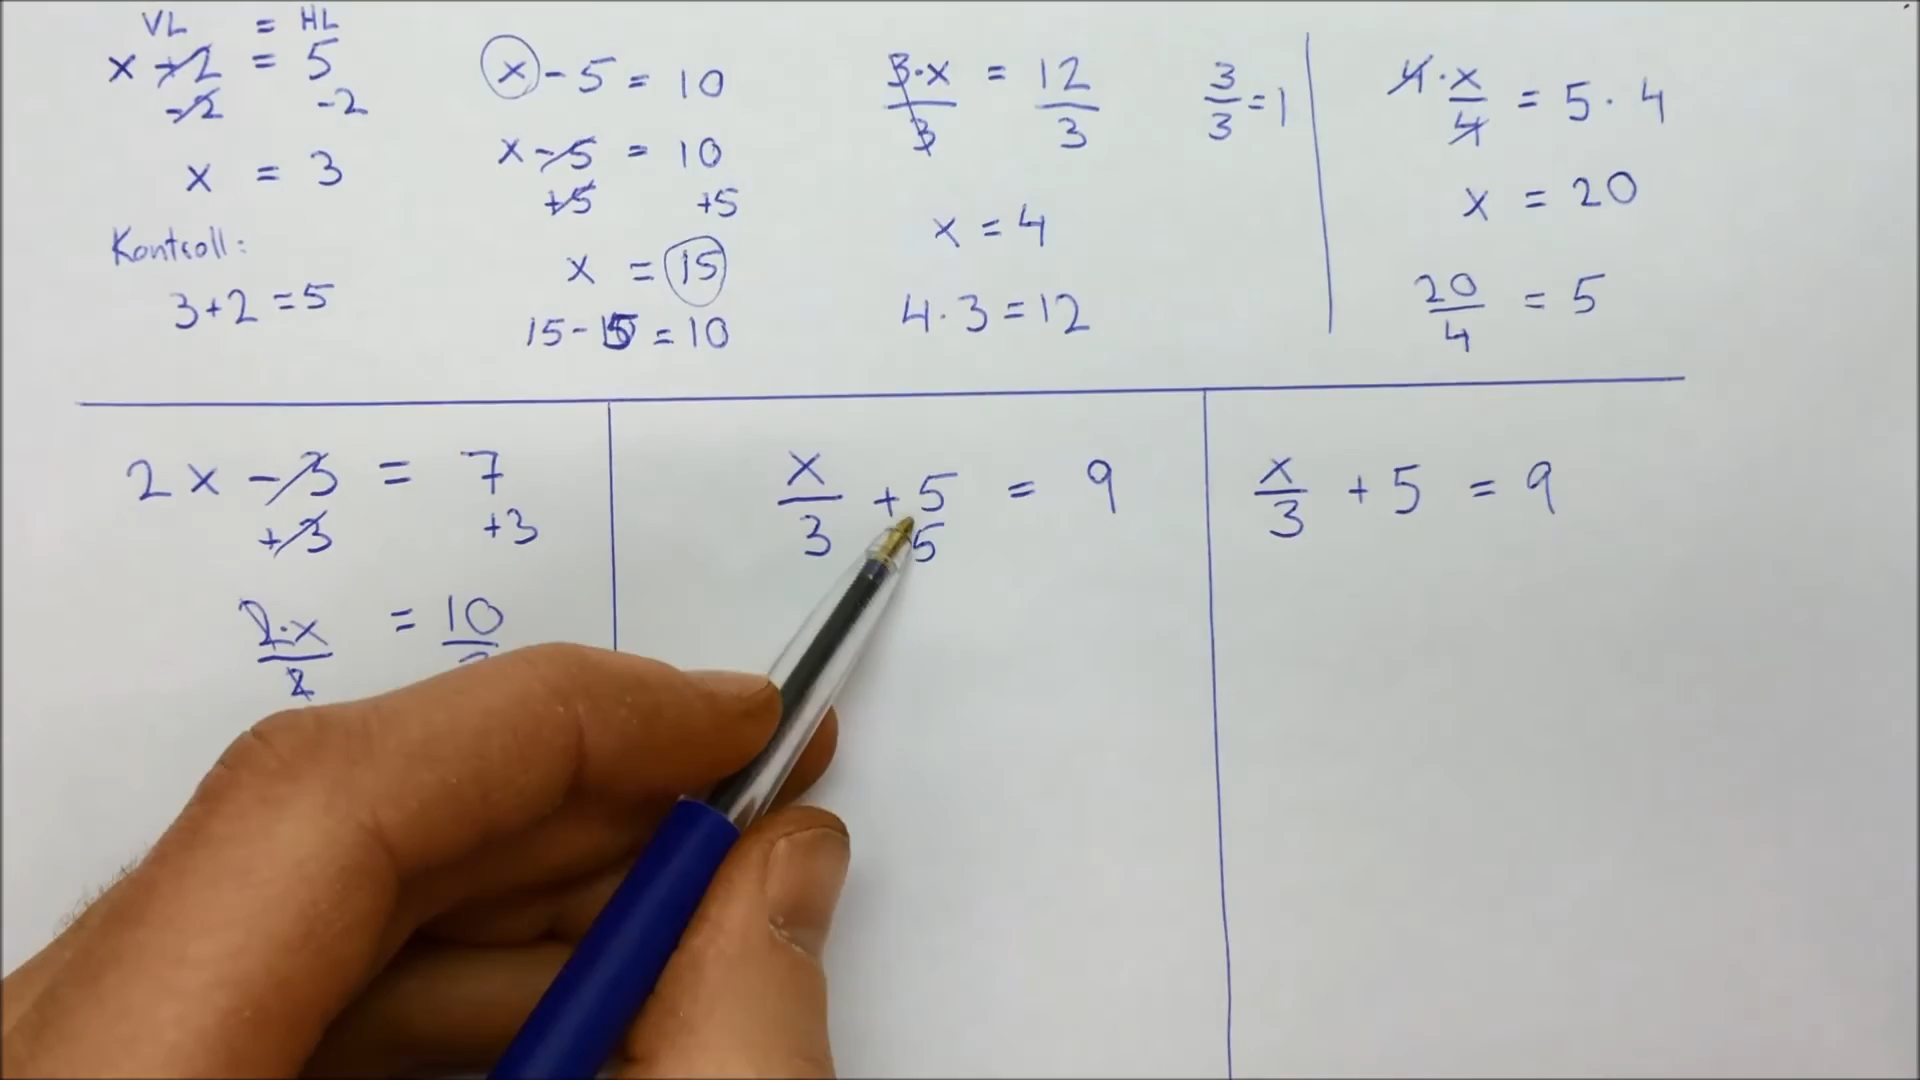 VL = HL
x + 2 = 5
-2 -2
x = 3
Kontroll:
3+2 =5
x - 5 = 10
x - 5 = 10
+5 +5
x = 15
15 - 5 = 10
3·x = 12
3 3
x = 4
4·3 = 12
3
3 = 1
4·x
4 = 5·4
x = 20
20
4 = 5
2x - 3 = 7
+3 +3
2·x = 10
2
x
3 + 5 = 9
5
x
3 + 5 = 9